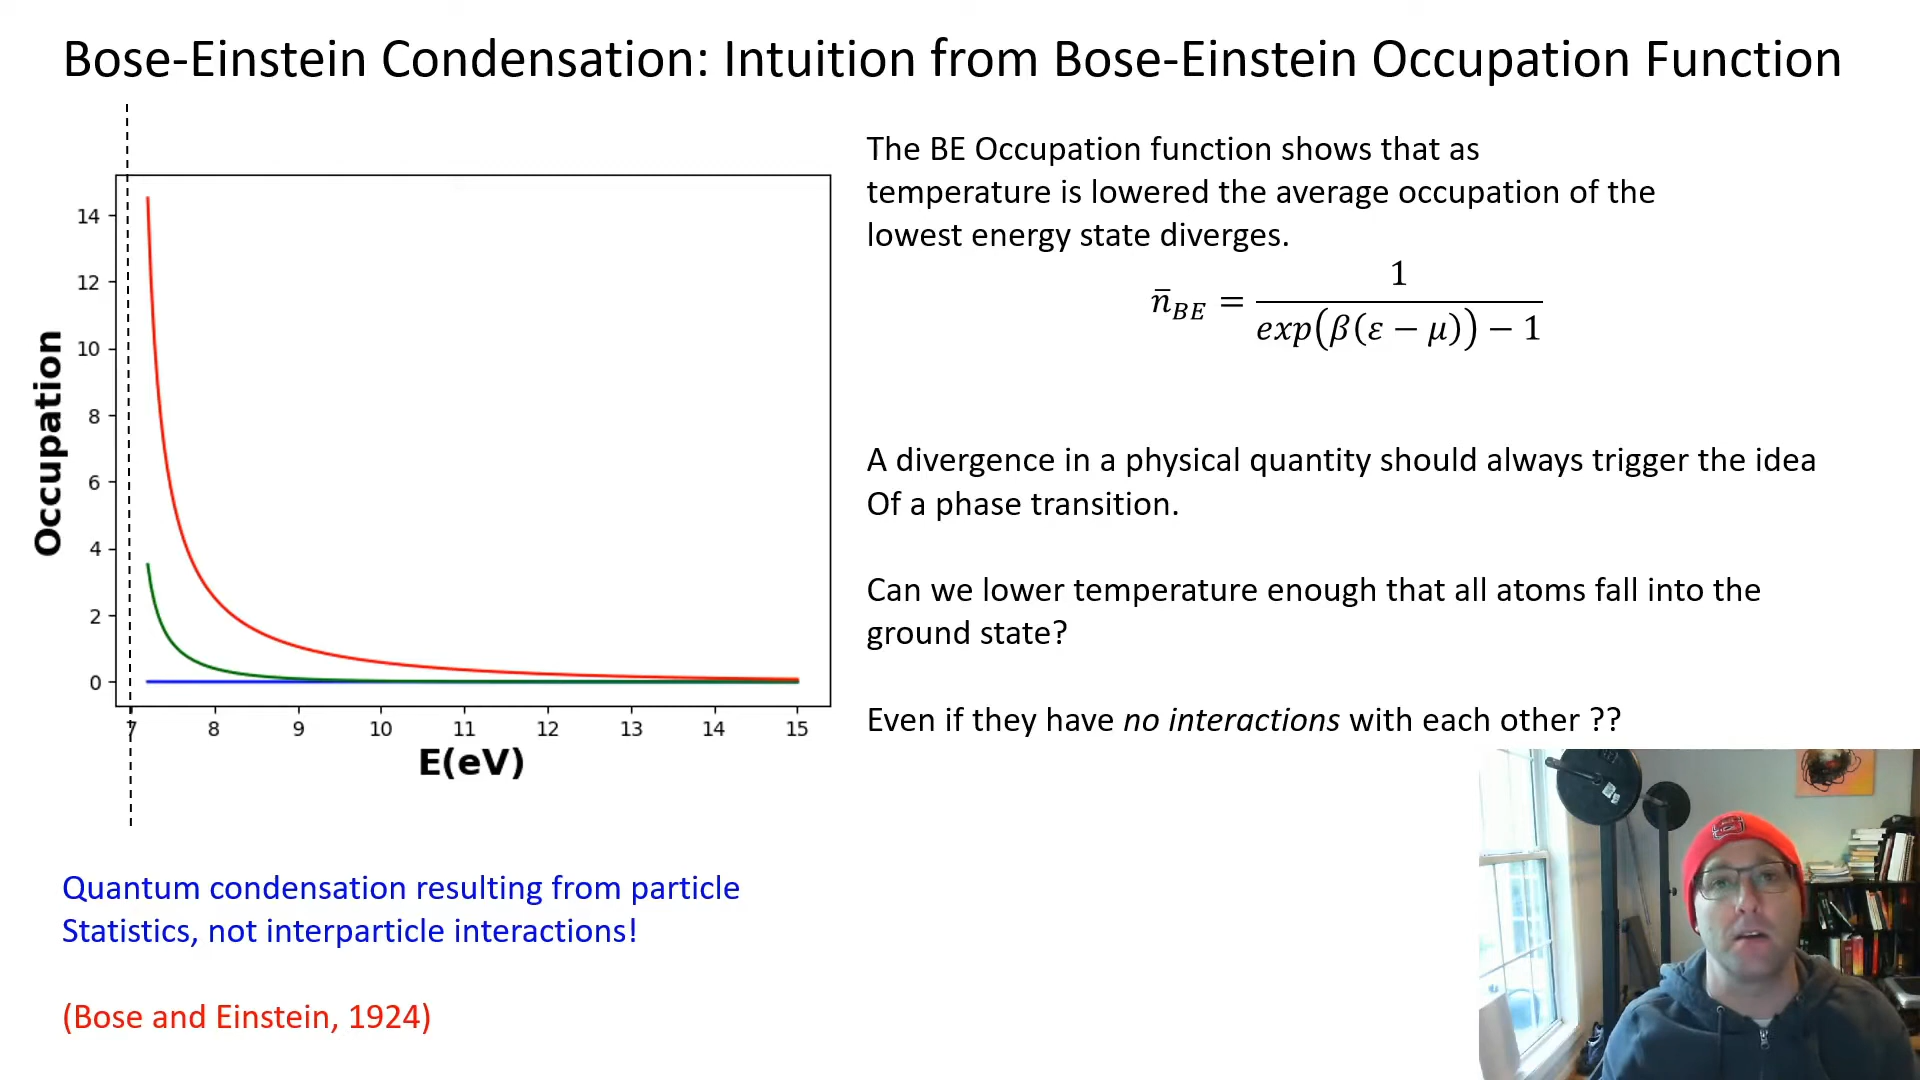 Bose-Einstein Condensation: Intuition from Bose-Einstein Occupation Function
The BE Occupation function shows that as
temperature is lowered the average occupation of the
lowest energy state diverges.
n̄_BE = 1 / (exp(β(ε − μ)) − 1)
A divergence in a physical quantity should always trigger the idea
Of a phase transition.
Can we lower temperature enough that all atoms fall into the
ground state?
Even if they have no interactions with each other ??
Occupation
14
12
10
8
6
4
2
0
7 8 9 10 11 12 13 14 15
E(eV)
Quantum condensation resulting from particle
Statistics, not interparticle interactions!
(Bose and Einstein, 1924)